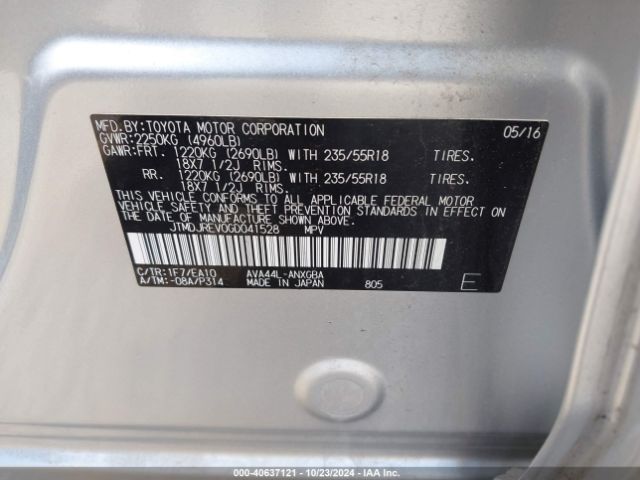 MFD.BY:TOYOTA MOTOR CORPORATION 05/16
GVWR:2250KG (4960LB)
GAWR:FRT. 1220KG (2690LB) WITH 235/55R18 TIRES.
18X7 1/2J RIMS.
RR. 1220KG (2690LB) WITH 235/55R18 TIRES.
18X7 1/2J RIMS.
THIS VEHICLE CONFORMS TO ALL APPLICABLE FEDERAL MOTOR
VEHICLE SAFETY AND THEFT PREVENTION STANDARDS IN EFFECT ON
THE DATE OF MANUFACTURE SHOWN ABOVE.
JTMDJREV0GD041528 MPV
C/TR:1F7/EA10 AVA44L-ANXGBA
A/TM:-08A/P314 MADE IN JAPAN 805 E
000-40637121 - 10/23/2024 - IAA Inc.